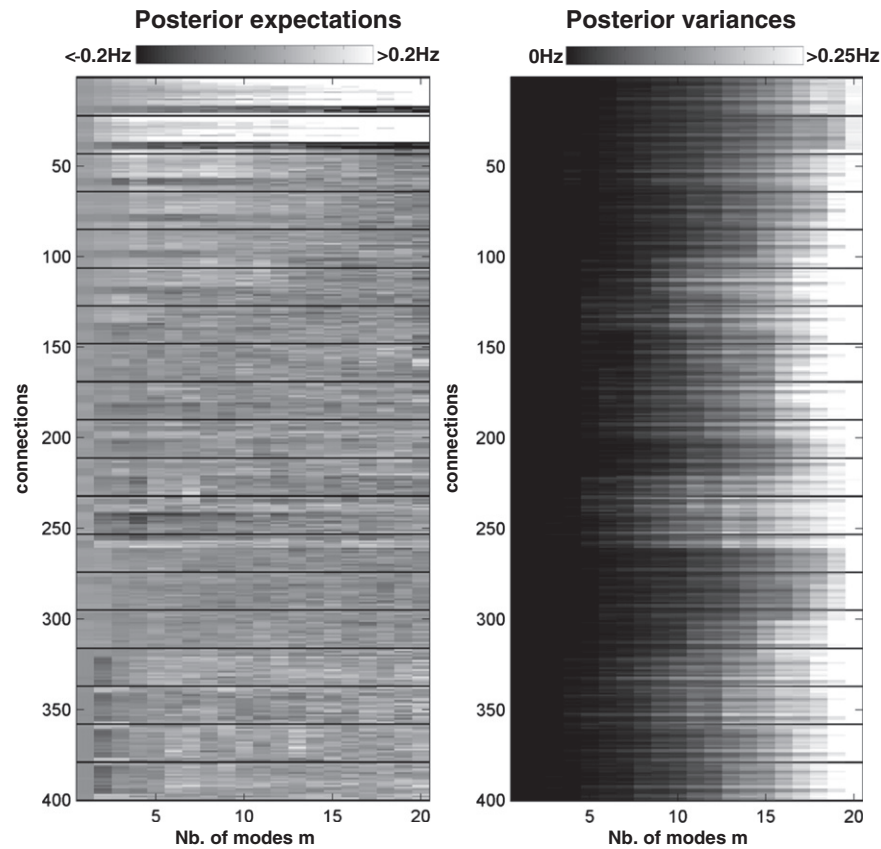 Posterior expectations
<-0.2Hz >0.2Hz
connections
50
100
150
200
250
300
350
400
5 10 15 20
Nb. of modes m
Posterior variances
0Hz >0.25Hz
connections
50
100
150
200
250
300
350
400
5 10 15 20
Nb. of modes m